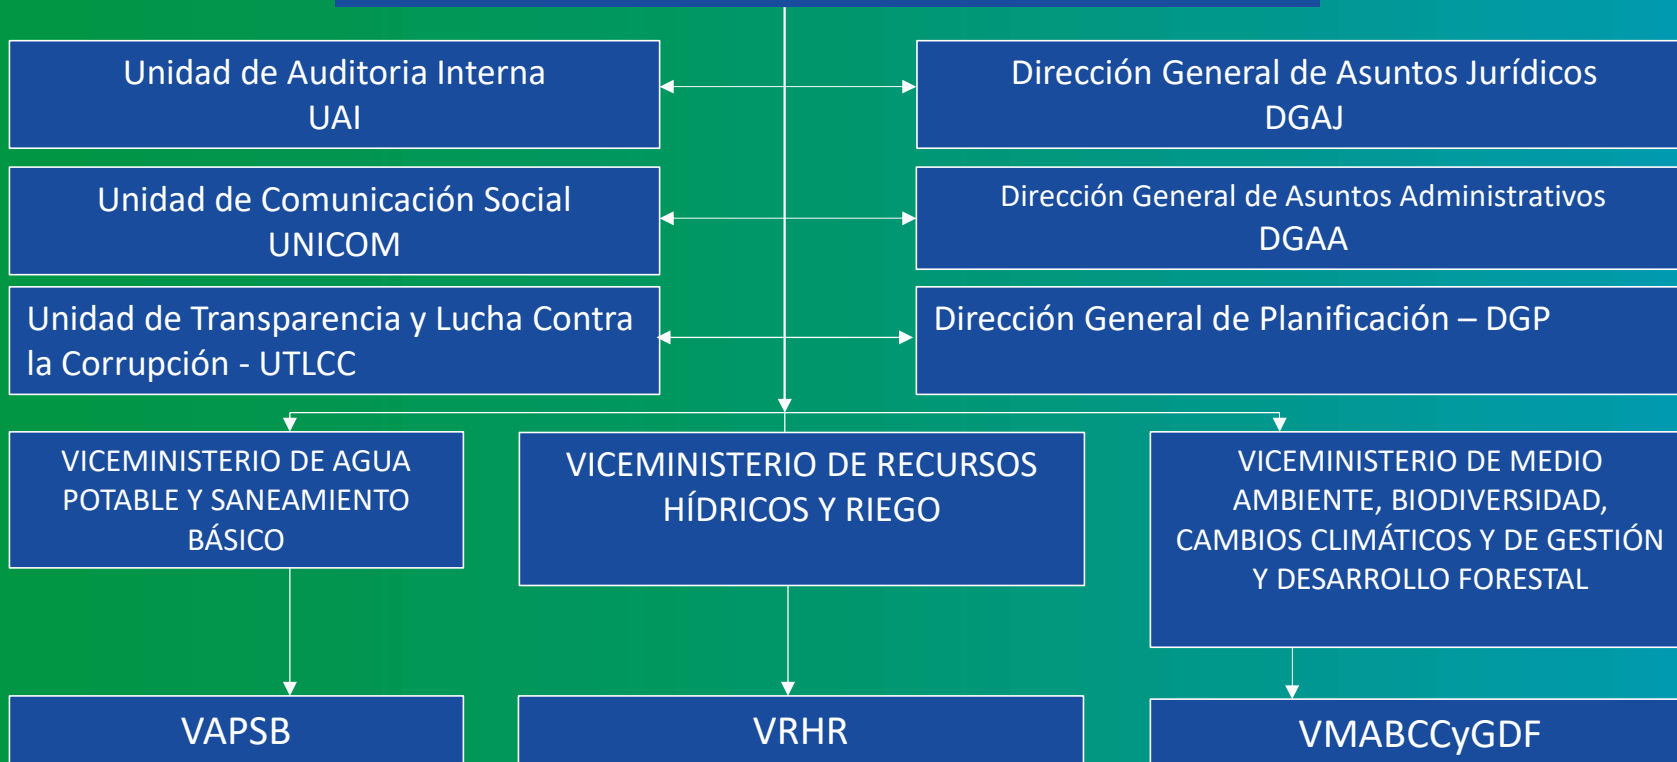 Unidad de Auditoria Interna
UAI
Dirección General de Asuntos Jurídicos
DGAJ
Unidad de Comunicación Social
UNICOM
Dirección General de Asuntos Administrativos
DGAA
Unidad de Transparencia y Lucha Contra
la Corrupción - UTLCC
Dirección General de Planificación – DGP
VICEMINISTERIO DE AGUA
POTABLE Y SANEAMIENTO
BÁSICO
VICEMINISTERIO DE RECURSOS
HÍDRICOS Y RIEGO
VICEMINISTERIO DE MEDIO
AMBIENTE, BIODIVERSIDAD,
CAMBIOS CLIMÁTICOS Y DE GESTIÓN
Y DESARROLLO FORESTAL
VAPSB
VRHR
VMABCCyGDF